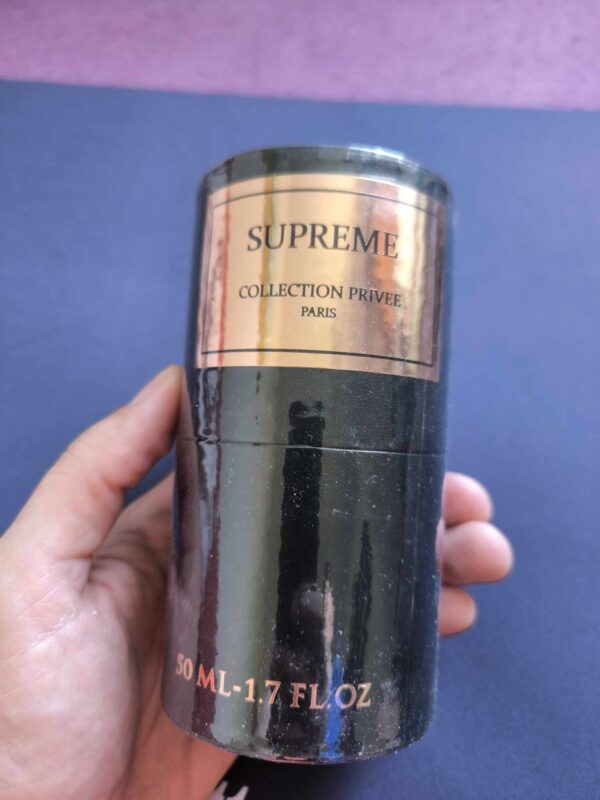 SUPREME
COLLECTION PRIVEE
PARIS
50 ML-1.7 FL.OZ